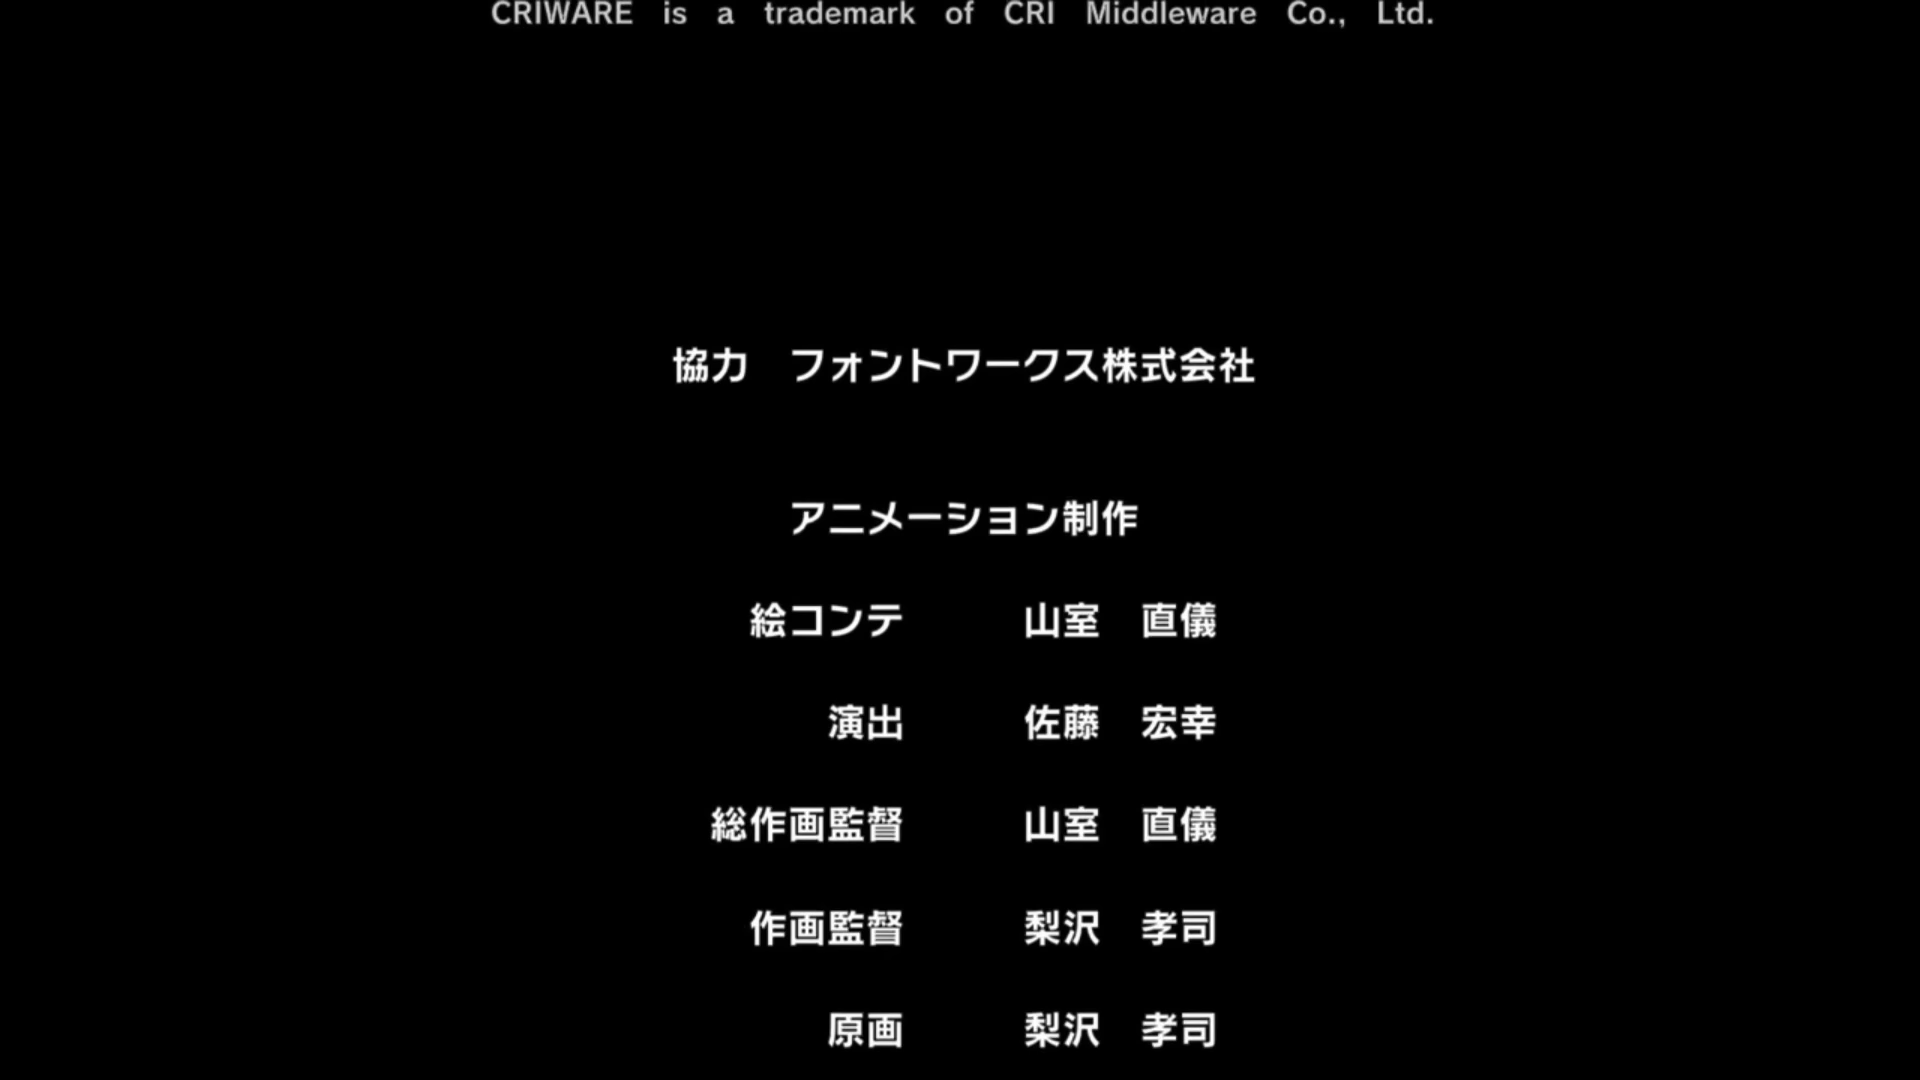 CRIWARE is a trademark of CRI Middleware Co., Ltd.
協力　フォントワークス株式会社
アニメーション制作
絵コンテ　山室　直儀
演出　佐藤　宏幸
総作画監督　山室　直儀
作画監督　梨沢　孝司
原画　梨沢　孝司